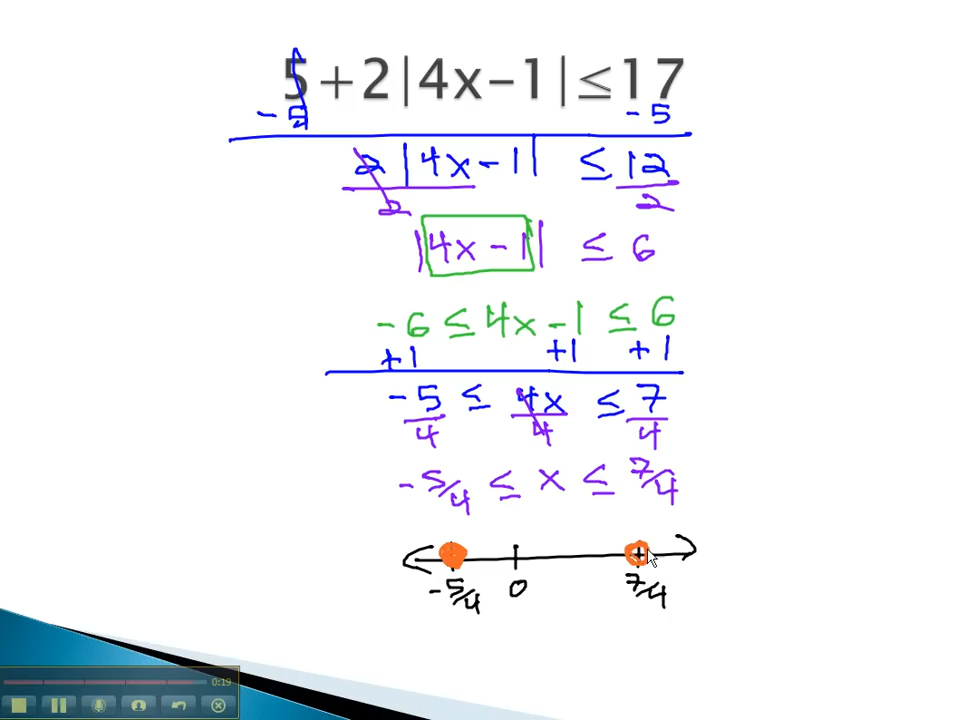 5+2|4x−1|≤17
-5 -5
2|4x-1| ≤ 12
2 2
|4x-1| ≤ 6
-6 ≤ 4x-1 ≤ 6
+1 +1 +1
-5 ≤ 4x ≤ 7
4 4 4
-5/4 ≤ x ≤ 7/4
-5/4 0 7/4
0:19